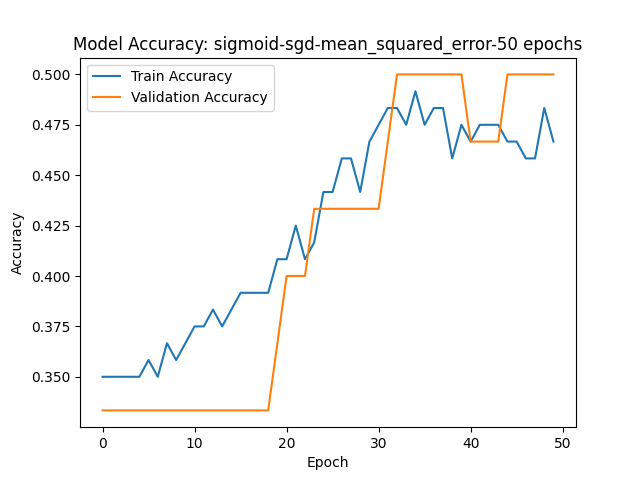 Model Accuracy: sigmoid-sgd-mean_squared_error-50 epochs
Train Accuracy
Validation Accuracy
0.500
0.475
0.450
0.425
0.400
0.375
0.350
Accuracy
0 10 20 30 40 50
Epoch